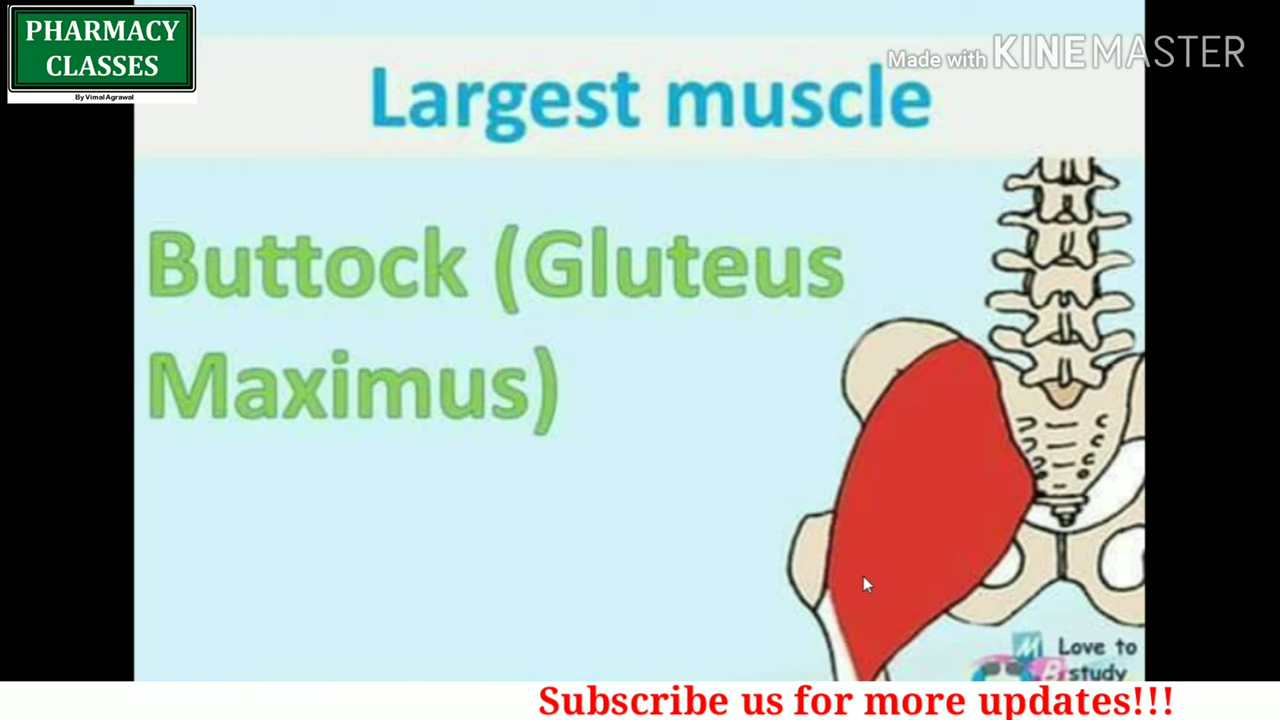 PHARMACY
CLASSES
By Vimal Agrawal
Made with KINEMASTER
Largest muscle
Buttock (Gluteus
Maximus)
M Love to
Bi study
Subscribe us for more updates!!!